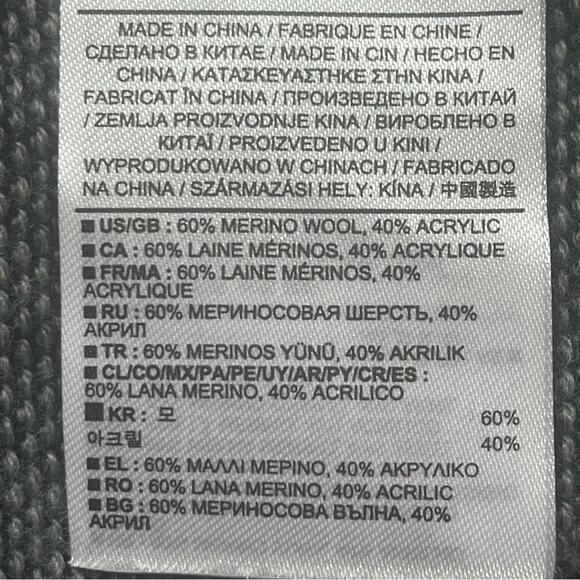 MADE IN CHINA / FABRIQUE EN CHINE /
СДЕЛАНО В КИТАЕ / MADE IN CIN / HECHO EN
CHINA / ΚΑΤΑΣΚΕΥΑΣΤΗΚΕ ΣΤΗΝ ΚΙΝΑ /
FABRICAT ÎN CHINA / ПРОИЗВЕДЕНО В КИТАЙ
/ ZEMLJA PROIZVODNJE KINA / ВИРОБЛЕНО В
КИТАЇ / PROIZVEDENO U KINI /
WYPRODUKOWANO W CHINACH / FABRICADO
NA CHINA / SZÁRMAZÁSI HELY: KÍNA / 中國製造
US/GB : 60% MERINO WOOL, 40% ACRYLIC
CA : 60% LAINE MÉRINOS, 40% ACRYLIQUE
FR/MA : 60% LAINE MÉRINOS, 40%
ACRYLIQUE
RU : 60% МЕРИНОСОВАЯ ШЕРСТЬ, 40%
АКРИЛ
TR : 60% MERINOS YÜNÜ, 40% AKRILIK
CL/CO/MX/PA/PE/UY/AR/PY/CR/ES :
60% LANA MERINO, 40% ACRILICO
KR : 모 60%
아크릴 40%
EL : 60% ΜΑΛΛΙ ΜΕΡΙΝΟ, 40% ΑΚΡΥΛΙΚΟ
RO : 60% LANA MERINO, 40% ACRILIC
BG : 60% МЕРИНОСОВА ВЪЛНА, 40%
АКРИЛ